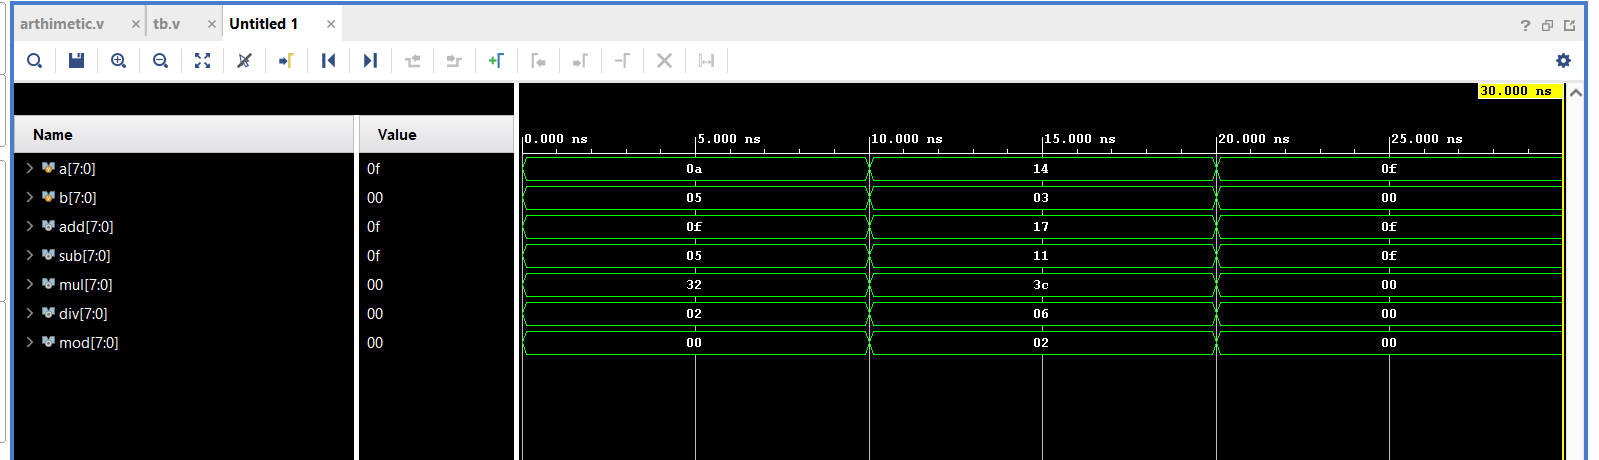 arthimetic.v × tb.v × Untitled 1 ×
?
30.000 ns
Name Value 0.000 ns 5.000 ns 10.000 ns 15.000 ns 20.000 ns 25.000 ns
a[7:0] 0f 0a 14 0f
b[7:0] 00 05 03 00
add[7:0] 0f 0f 17 0f
sub[7:0] 0f 05 11 0f
mul[7:0] 00 32 3c 00
div[7:0] 00 02 06 00
mod[7:0] 00 00 02 00